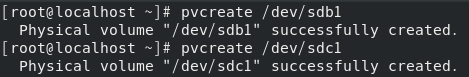 [root@localhost ~]# pvcreate /dev/sdb1
  Physical volume "/dev/sdb1" successfully created.
[root@localhost ~]# pvcreate /dev/sdc1
  Physical volume "/dev/sdc1" successfully created.